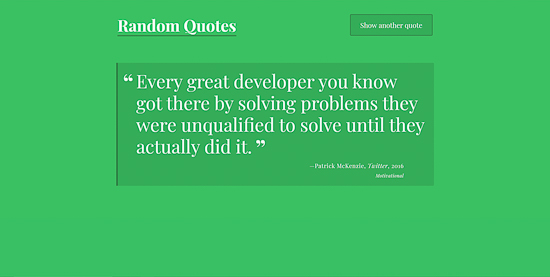 Random Quotes
Show another quote
“ Every great developer you know
got there by solving problems they
were unqualified to solve until they
actually did it. ”
—Patrick McKenzie, Twitter, 2016
Motivational